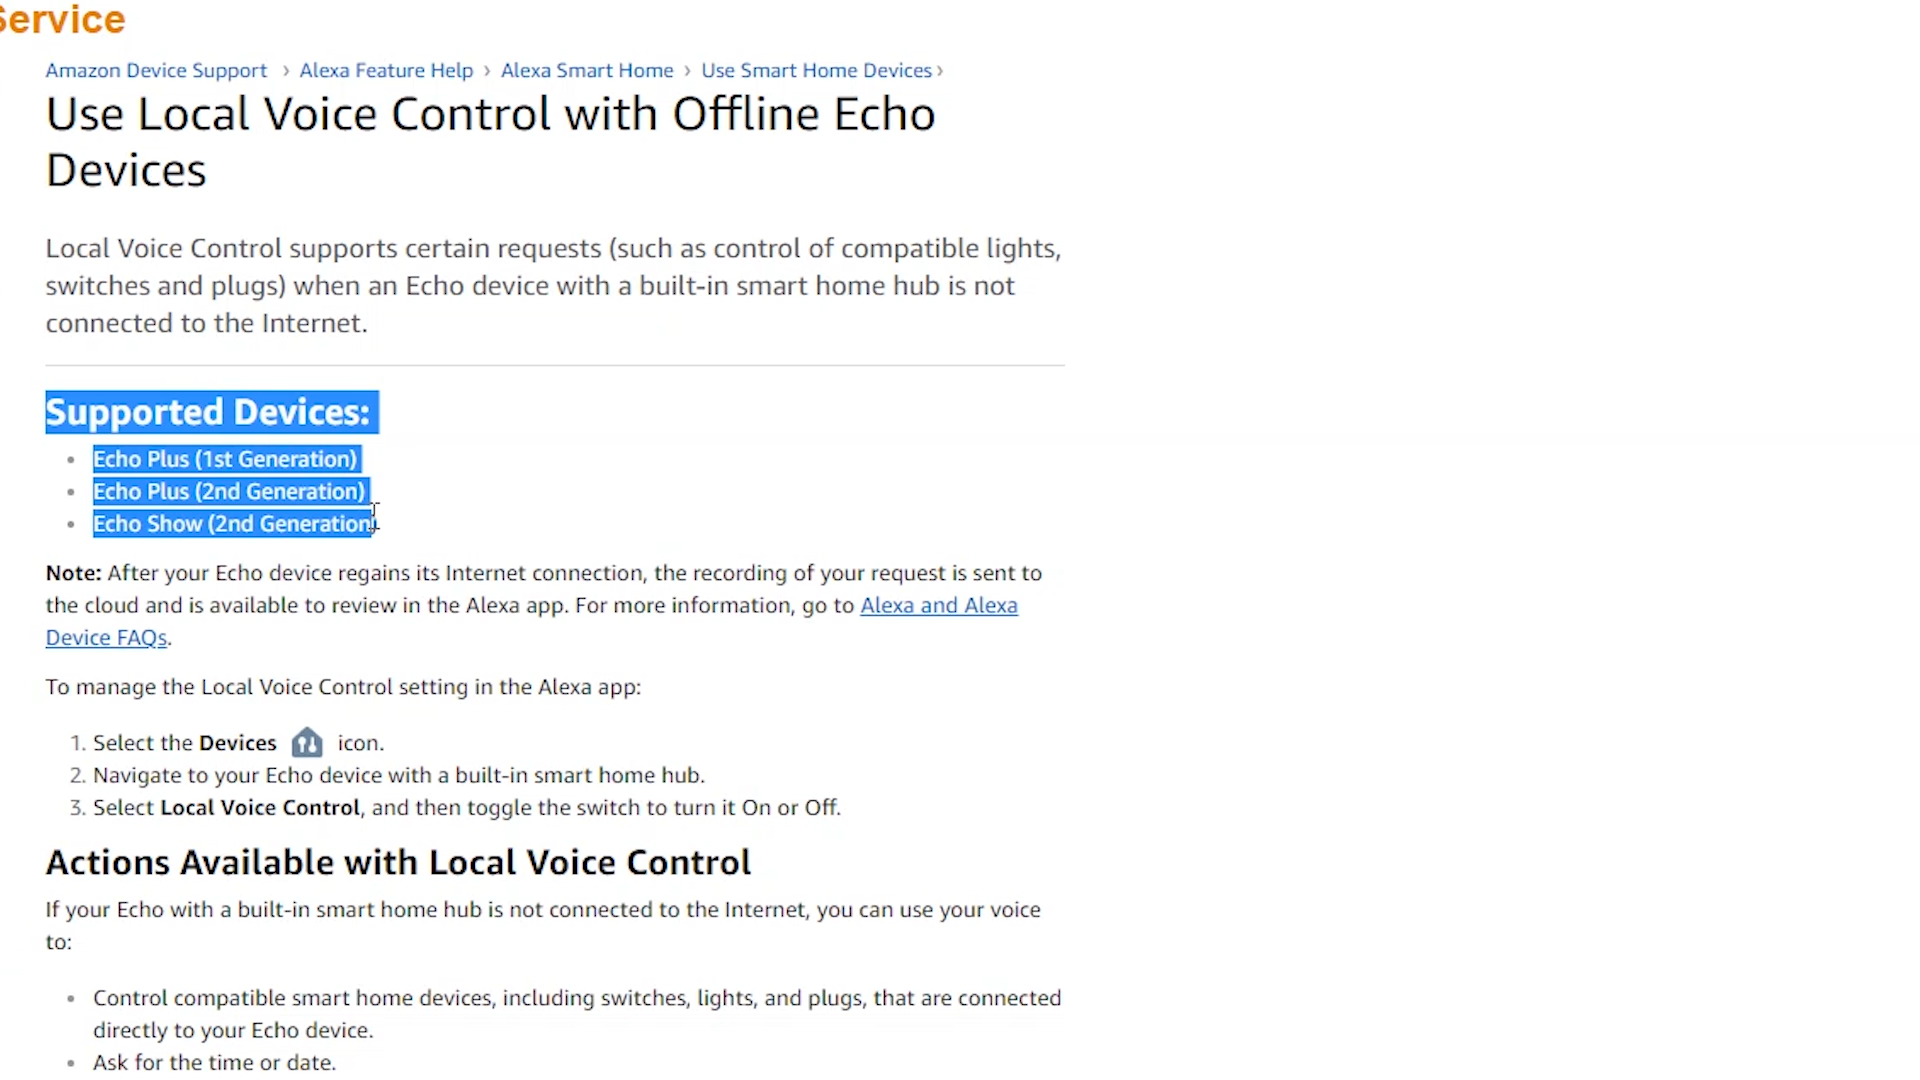 Service
Amazon Device Support › Alexa Feature Help › Alexa Smart Home › Use Smart Home Devices ›
Use Local Voice Control with Offline Echo
Devices
Local Voice Control supports certain requests (such as control of compatible lights,
switches and plugs) when an Echo device with a built-in smart home hub is not
connected to the Internet.
Supported Devices:
• Echo Plus (1st Generation)
• Echo Plus (2nd Generation)
• Echo Show (2nd Generation)
Note: After your Echo device regains its Internet connection, the recording of your request is sent to
the cloud and is available to review in the Alexa app. For more information, go to Alexa and Alexa
Device FAQs.
To manage the Local Voice Control setting in the Alexa app:
1. Select the Devices icon.
2. Navigate to your Echo device with a built-in smart home hub.
3. Select Local Voice Control, and then toggle the switch to turn it On or Off.
Actions Available with Local Voice Control
If your Echo with a built-in smart home hub is not connected to the Internet, you can use your voice
to:
• Control compatible smart home devices, including switches, lights, and plugs, that are connected
directly to your Echo device.
• Ask for the time or date.